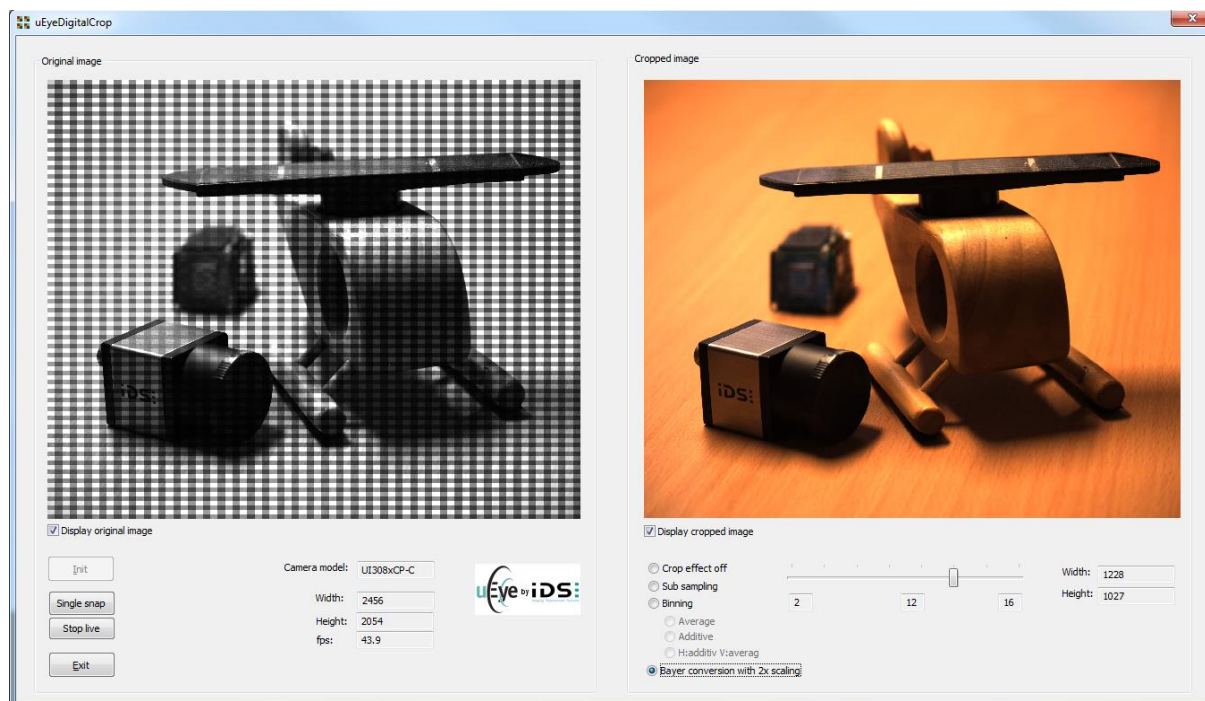 uEyeDigitalCrop
Original image
iDS:
Display original image
Init
Single snap
Stop live
Exit
Camera model: UI308xCP-C
Width: 2456
Height: 2054
fps: 43.9
uEye by iDS:
Cropped image
iDS:
Display cropped image
Crop effect off
Sub sampling
Binning
Average
Additive
H:additiv V:averag
Bayer conversion with 2x scaling
2 12 16
Width: 1228
Height: 1027